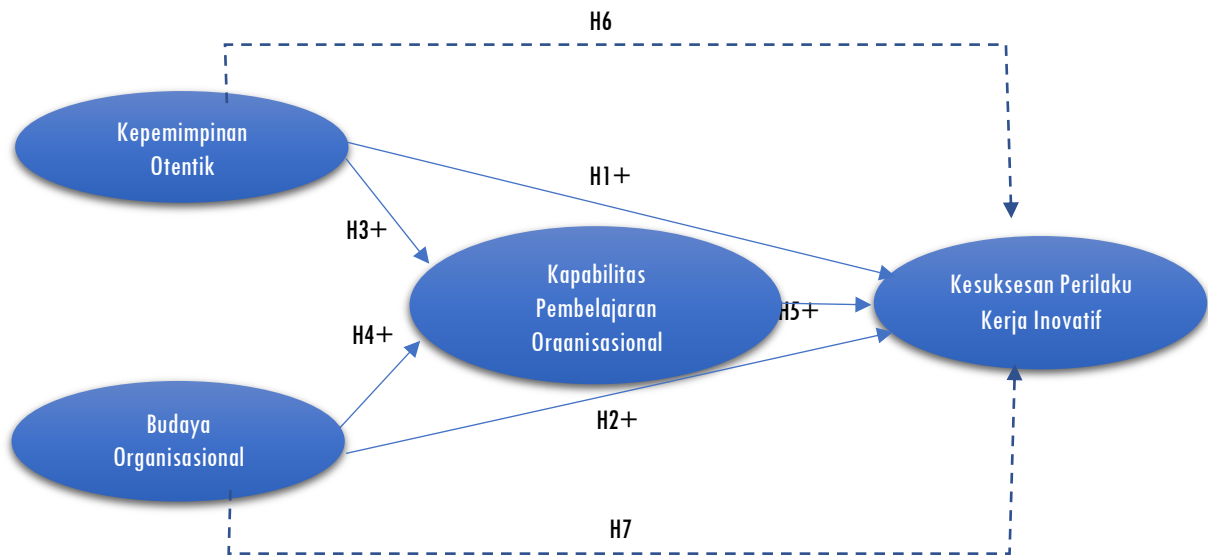 H6
Kepemimpinan
Otentik
H1+
H3+
Kapabilitas
Pembelajaran
Organisasional
Kesuksesan Perilaku
Kerja Inovatif
H5+
H4+
H2+
Budaya
Organisasional
H7